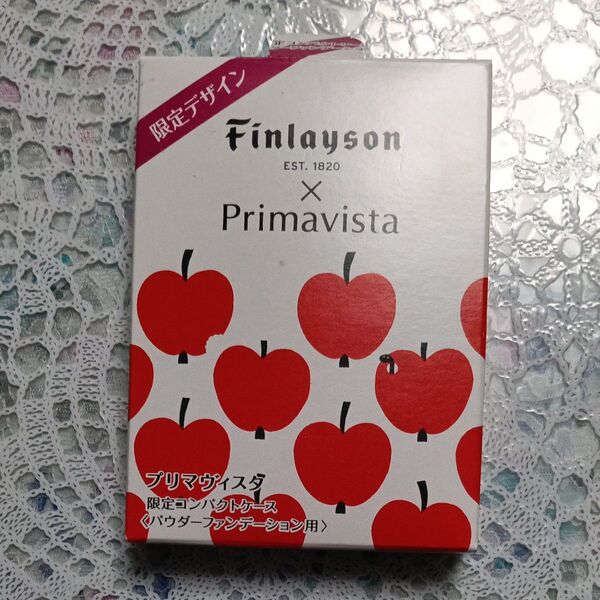 限定デザイン
Finlayson
EST. 1820
×
Primavista
プリマヴィスタ
限定コンパクトケース
〈パウダーファンデーション用〉